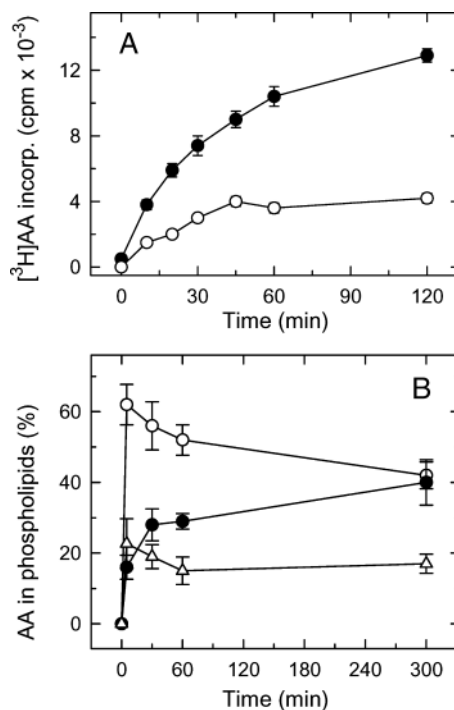 A
[³H]AA incorp. (cpm x 10⁻³)
12
8
4
0
0 30 60 90 120
Time (min)
B
AA in phospholipids (%)
60
40
20
0
0 60 120 180 240 300
Time (min)